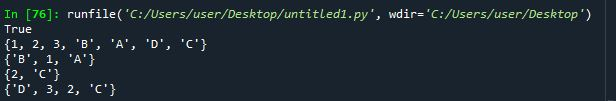 In [76]: runfile('C:/Users/user/Desktop/untitled1.py', wdir='C:/Users/user/Desktop')
True
{1, 2, 3, 'B', 'A', 'D', 'C'}
{'B', 1, 'A'}
{2, 'C'}
{'D', 3, 2, 'C'}